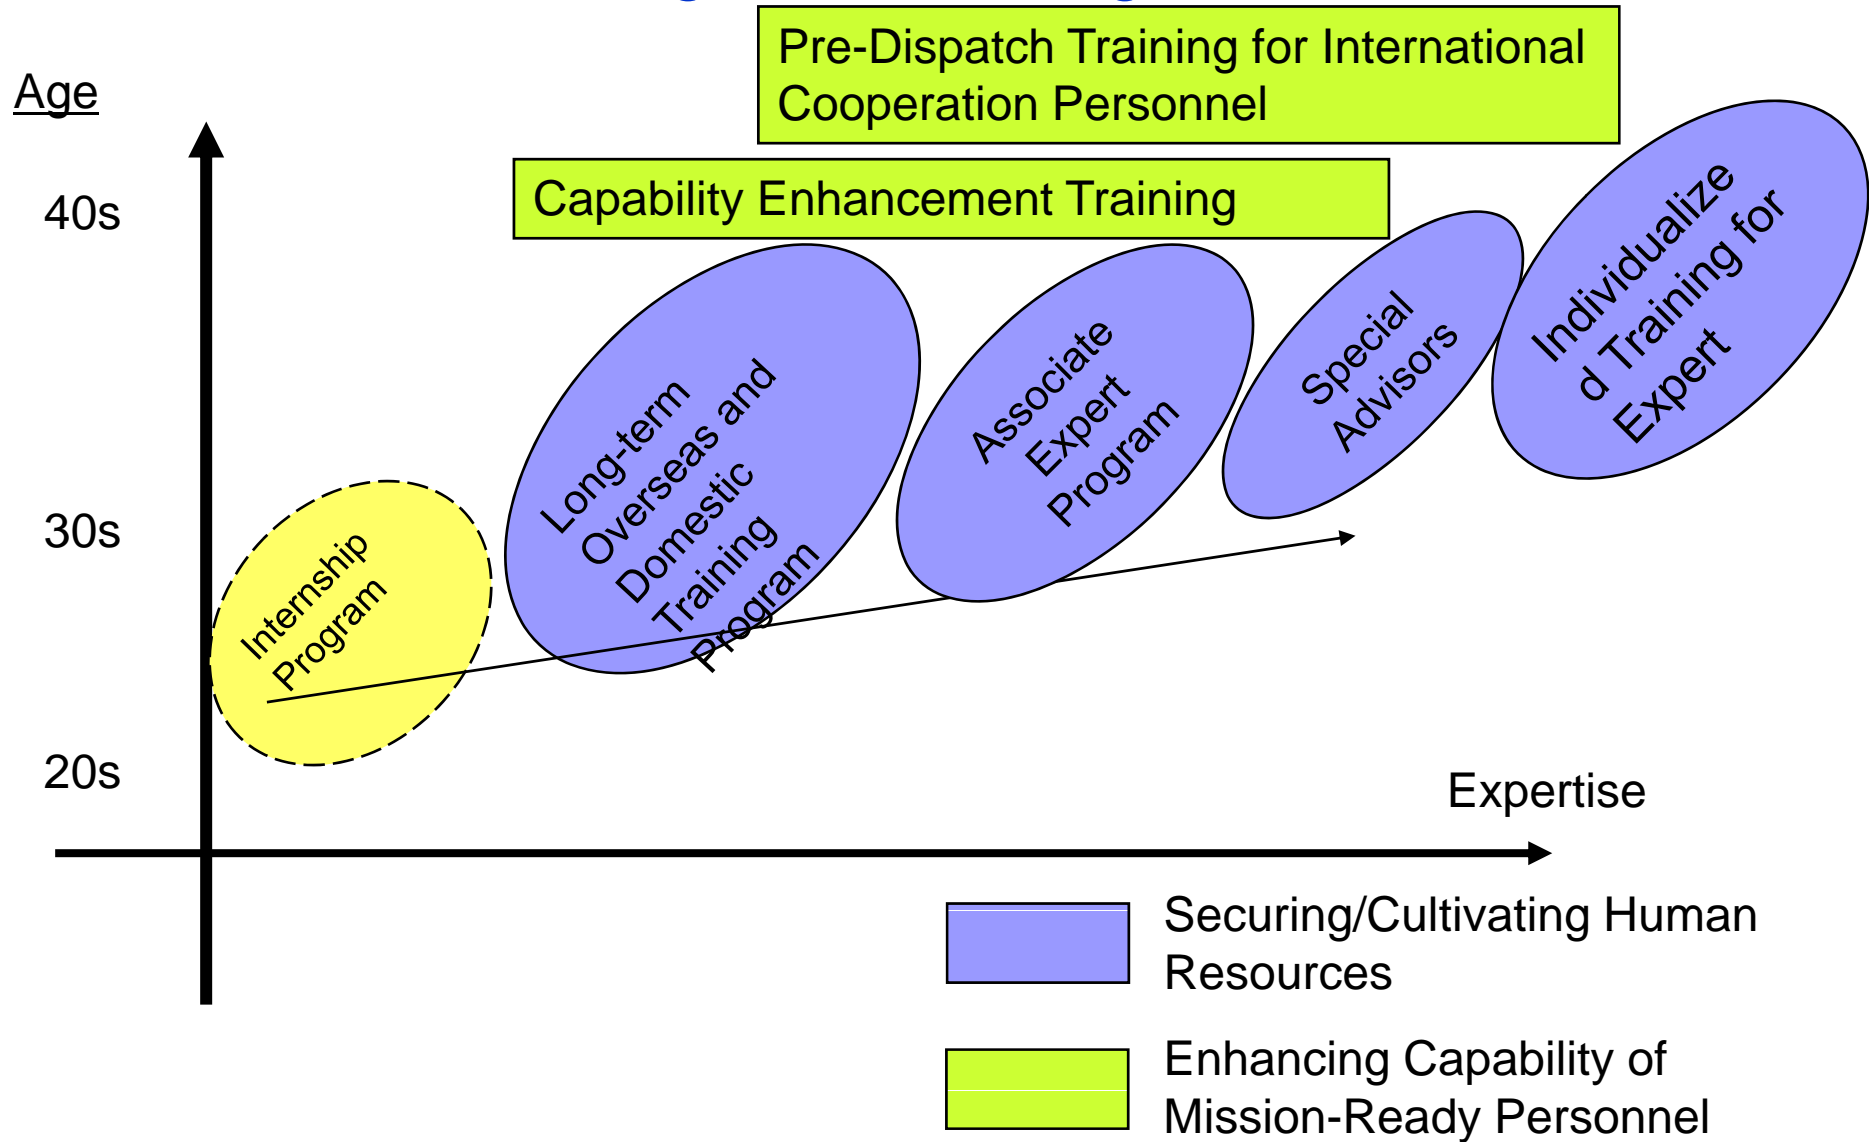 Pre-Dispatch Training for International
Cooperation Personnel
Age
Capability Enhancement Training
40s
30s
20s
Internship
Program
Long-term
Overseas and
Domestic
Training
Program
Associate
Expert
Program
Special
Advisors
Individualize
d Training for
Expert
Expertise
Securing/Cultivating Human
Resources
Enhancing Capability of
Mission-Ready Personnel